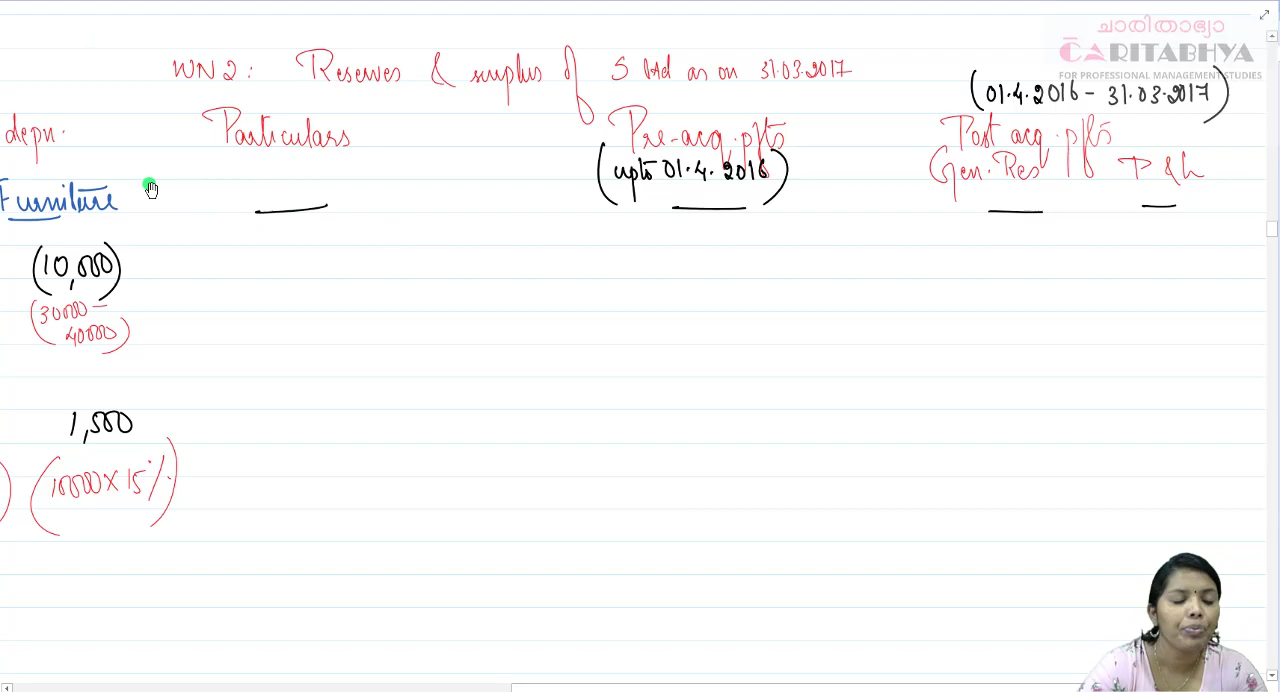 ചാരിതാഭ്യാ
CĀRITABHYA
FOR PROFESSIONAL MANAGEMENT STUDIES
WN 2: Reserves & surplus of S Ltd as on 31.03.2017
(01.4.2016 - 31.03.2017)
depn. Particulars Pre-acq. pfts Post acq. pfts
(upto 01.4.2016) Gen. Res P & L
Furniture
(10,000)
(30000 -
40000)
1,500
(10000 x 15%)